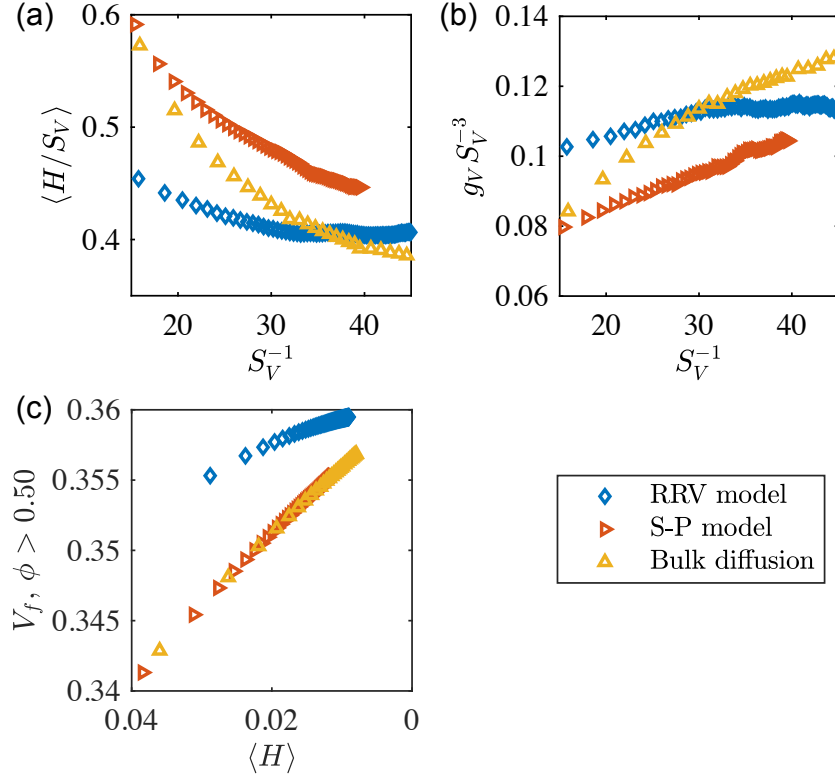 (a)
0.6
0.5
0.4
⟨H/S_V⟩
20 30 40
S_V^{-1}
(b)
0.12
0.1
0.08
0.06
g_V S_V^{-3}
20 30 40
S_V^{-1}
(c)
0.36
0.355
0.35
0.345
0.34
V_f, ϕ > 0.50
0.04 0.02 0
⟨H⟩
RRV model
S-P model
Bulk diffusion